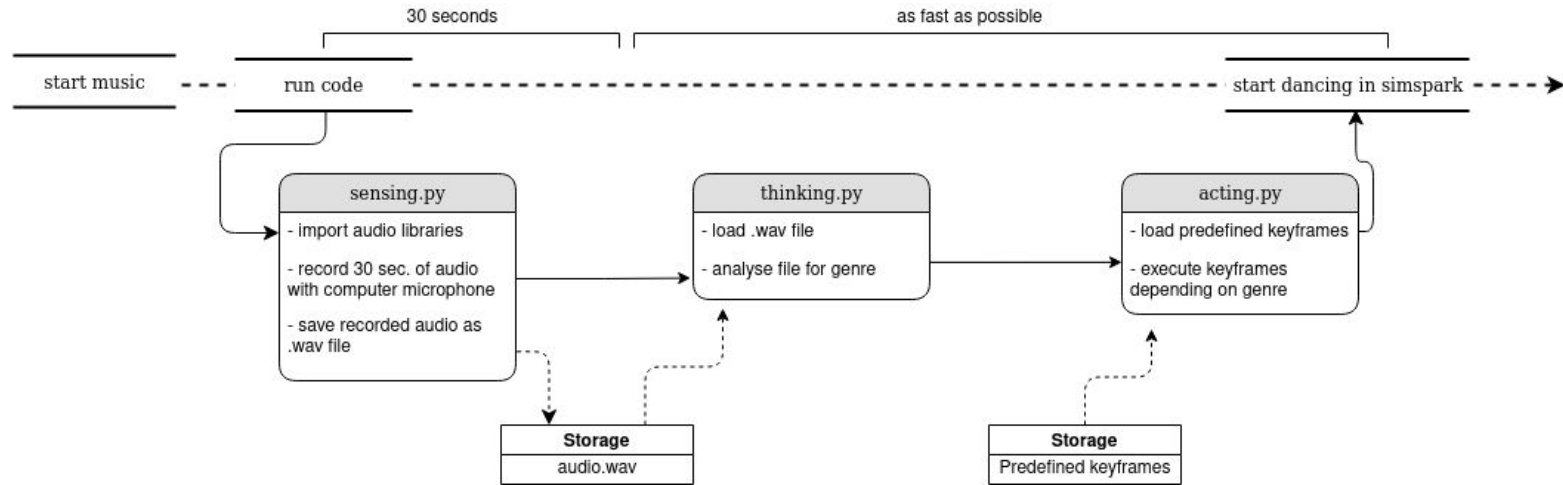 30 seconds
as fast as possible
start music
run code
start dancing in simspark
sensing.py
- import audio libraries
- record 30 sec. of audio
with computer microphone
- save recorded audio as
.wav file
thinking.py
- load .wav file
- analyse file for genre
acting.py
- load predefined keyframes
- execute keyframes
depending on genre
Storage
audio.wav
Storage
Predefined keyframes